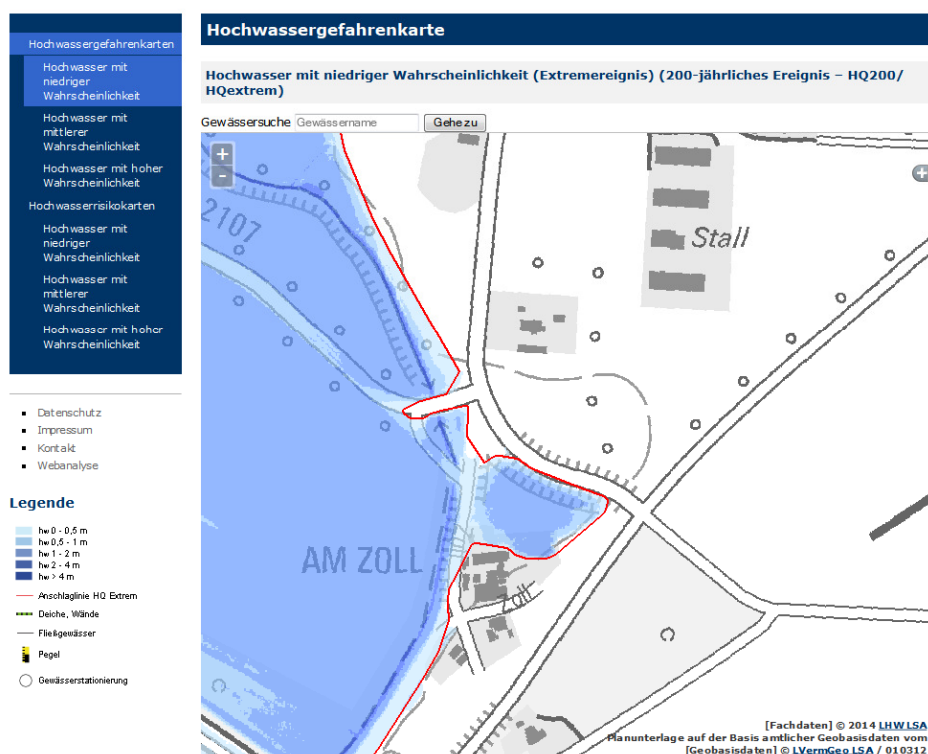 Hochwassergefahrenkarten
Hochwasser mit
niedriger
Wahrscheinlichkeit
Hochwasser mit
mittlerer
Wahrscheinlichkeit
Hochwasser mit hoher
Wahrscheinlichkeit
Hochwasserrisikokarten
Hochwasser mit
niedriger
Wahrscheinlichkeit
Hochwasser mit
mittlerer
Wahrscheinlichkeit
Hochwasser mit hoher
Wahrscheinlichkeit
Datenschutz
Impressum
Kontakt
Webanalyse
Legende
hw 0 - 0,5 m
hw 0,5 - 1 m
hw 1 - 2 m
hw 2 - 4 m
hw > 4 m
Anschlaglinie HQ Extrem
Deiche, Wände
Fließgewässer
Pegel
Gewässerstationierung
Hochwassergefahrenkarte
Hochwasser mit niedriger Wahrscheinlichkeit (Extremereignis) (200-jährliches Ereignis – HQ200/
HQextrem)
Gewässersuche Gewässername Gehe zu
+
-
+
2107
Stall
AM ZOLL
Zoll
[Fachdaten] © 2014 LHW LSA
Planunterlage auf der Basis amtlicher Geobasisdaten vom
[Geobasisdaten] © LVermGeo LSA / 010312